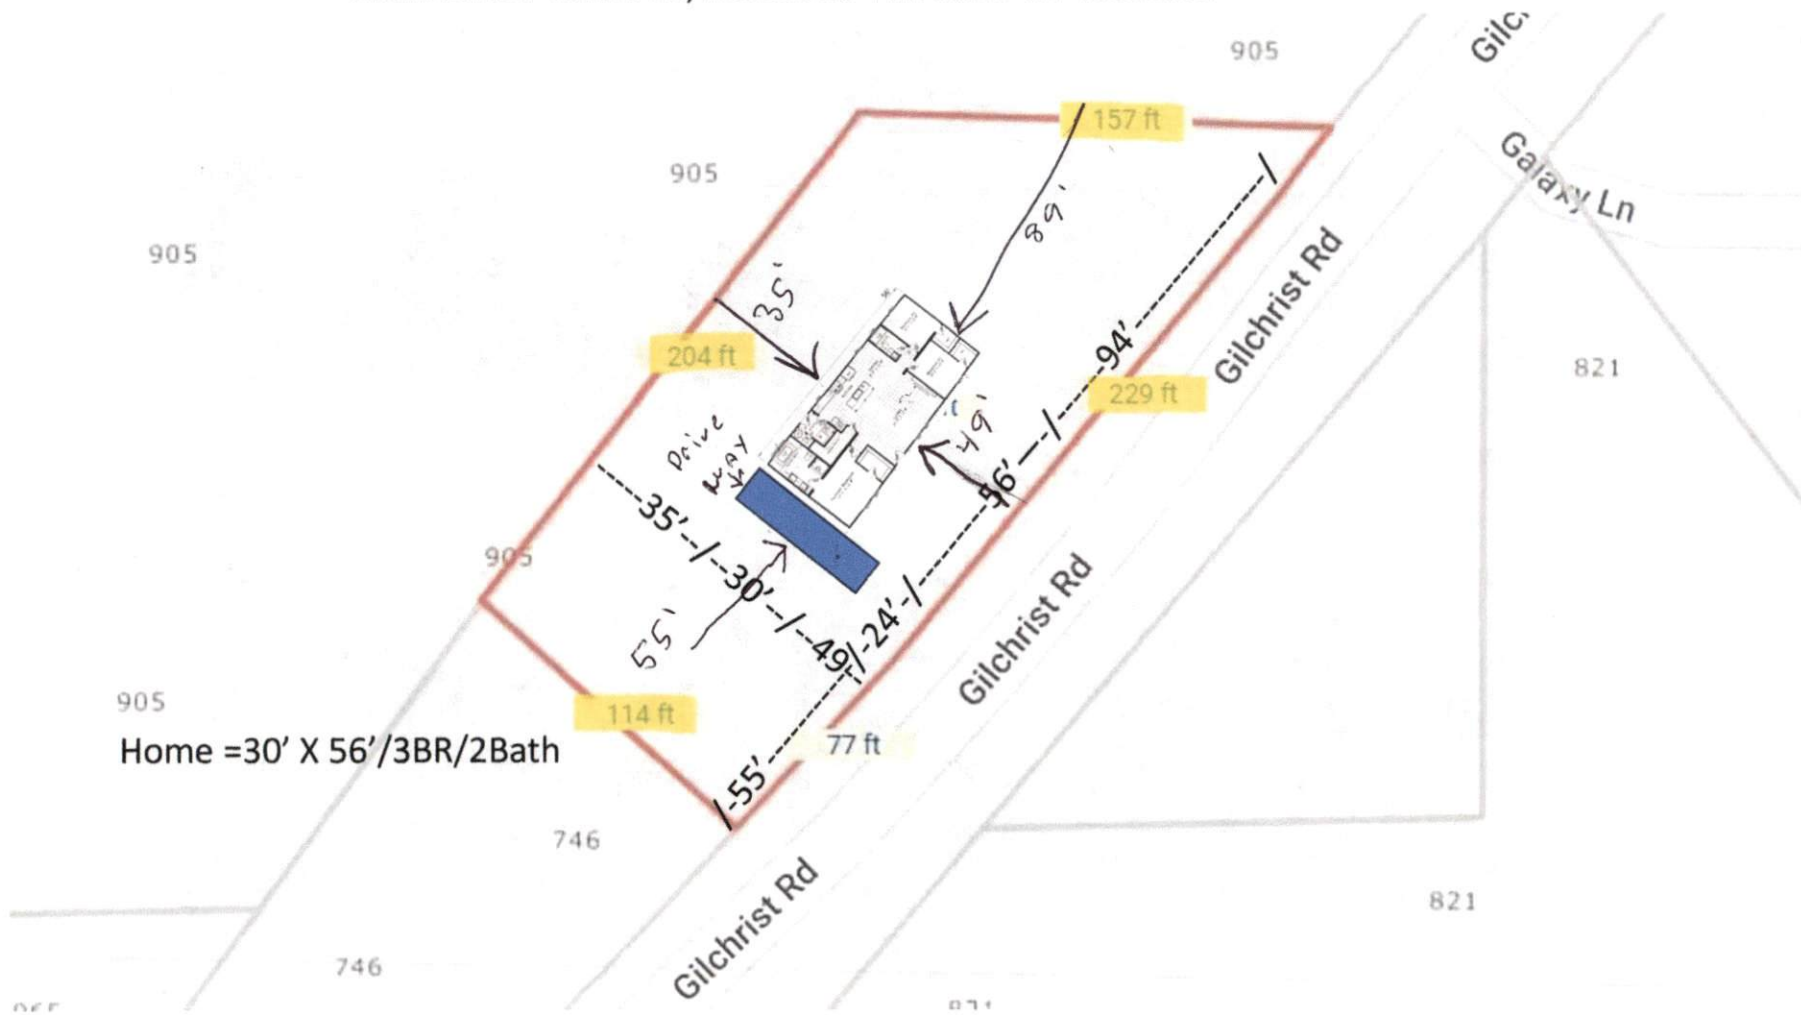 905
Gilc
157 ft
Galaxy Ln
905
89'
905
35'
Gilchrist Rd
94'
204 ft
821
229 ft
49'
Drive
way
56'
35'
905
30'
24'
Gilchrist Rd
49'
55'
905
114 ft
77 ft
Home =30' X 56'/3BR/2Bath
55'
746
821
Gilchrist Rd
746